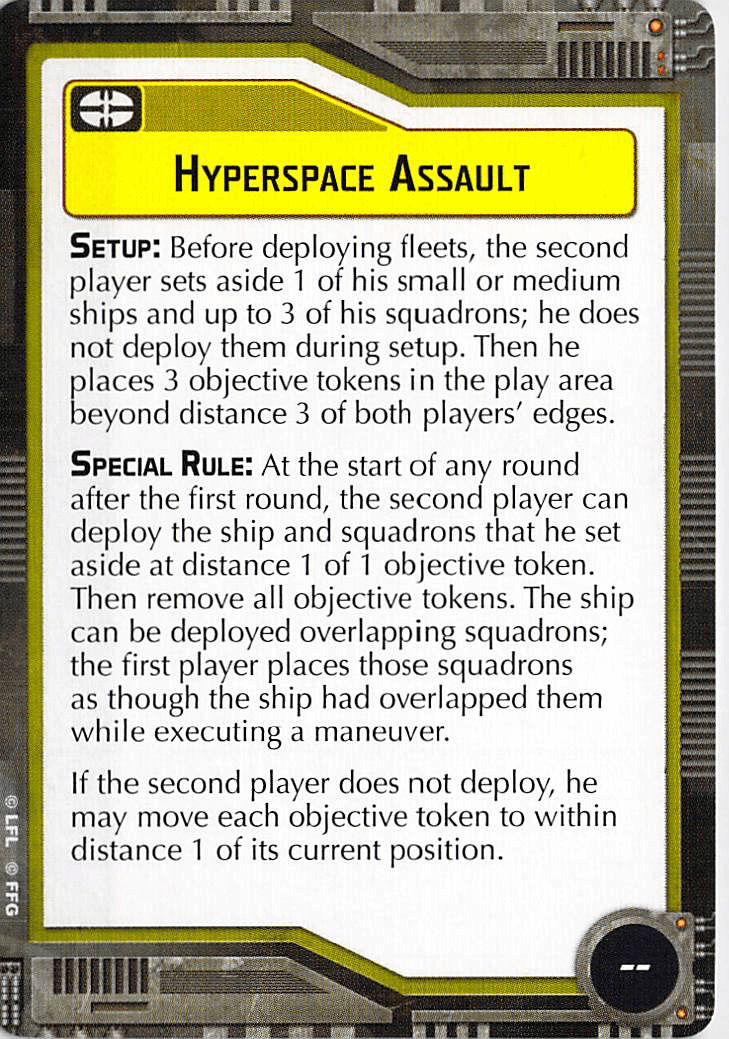 HYPERSPACE ASSAULT
SETUP: Before deploying fleets, the second
player sets aside 1 of his small or medium
ships and up to 3 of his squadrons; he does
not deploy them during setup. Then he
places 3 objective tokens in the play area
beyond distance 3 of both players’ edges.
SPECIAL RULE: At the start of any round
after the first round, the second player can
deploy the ship and squadrons that he set
aside at distance 1 of 1 objective token.
Then remove all objective tokens. The ship
can be deployed overlapping squadrons;
the first player places those squadrons
as though the ship had overlapped them
while executing a maneuver.
If the second player does not deploy, he
may move each objective token to within
distance 1 of its current position.
© LFL © FFG
--